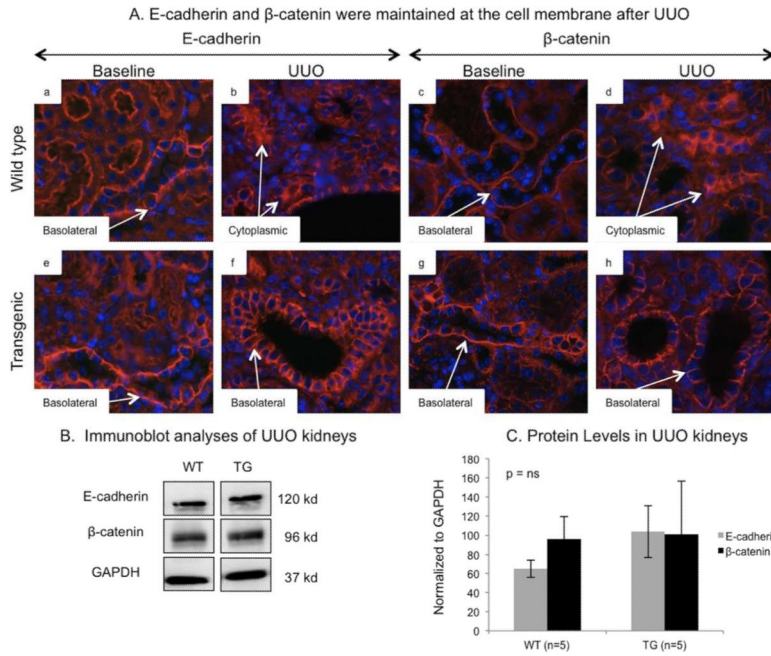 A. E-cadherin and β-catenin were maintained at the cell membrane after UUO
E-cadherin
β-catenin
Baseline
UUO
Baseline
UUO
Wild type
a
b
c
d
Basolateral
Cytoplasmic
Basolateral
Cytoplasmic
Transgenic
e
f
g
h
Basolateral
Basolateral
Basolateral
Basolateral
B. Immunoblot analyses of UUO kidneys
WT TG
E-cadherin 120 kd
β-catenin 96 kd
GAPDH 37 kd
C. Protein Levels in UUO kidneys
Normalized to GAPDH
180
160
140
120
100
80
60
40
20
0
p = ns
E-cadheri
β-catenin
WT (n=5) TG (n=5)